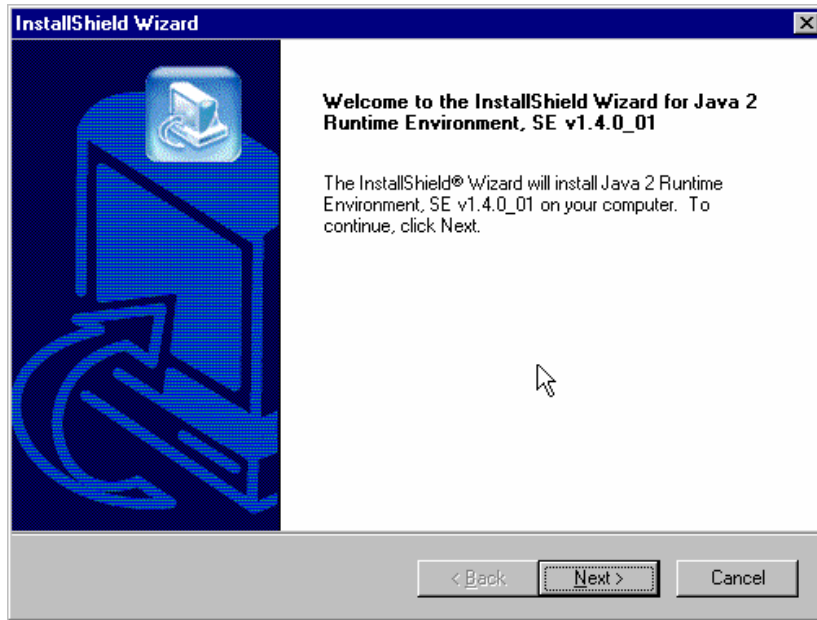 InstallShield Wizard
Welcome to the InstallShield Wizard for Java 2
Runtime Environment, SE v1.4.0_01
The InstallShield® Wizard will install Java 2 Runtime
Environment, SE v1.4.0_01 on your computer.  To
continue, click Next.
< Back
Next >
Cancel